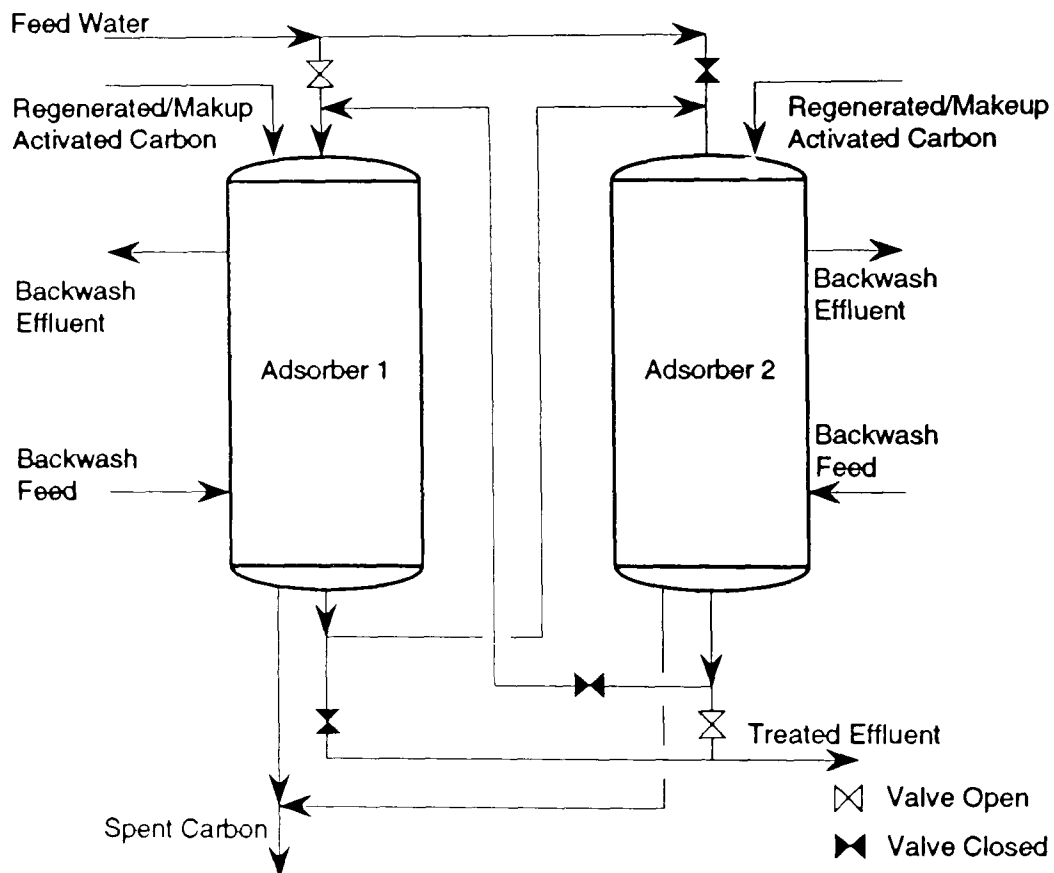 Feed Water
Regenerated/Makup
Activated Carbon
Regenerated/Makeup
Activated Carbon
Backwash
Effluent
Backwash
Effluent
Adsorber 1
Adsorber 2
Backwash
Feed
Backwash
Feed
Treated Effluent
Valve Open
Spent Carbon
Valve Closed